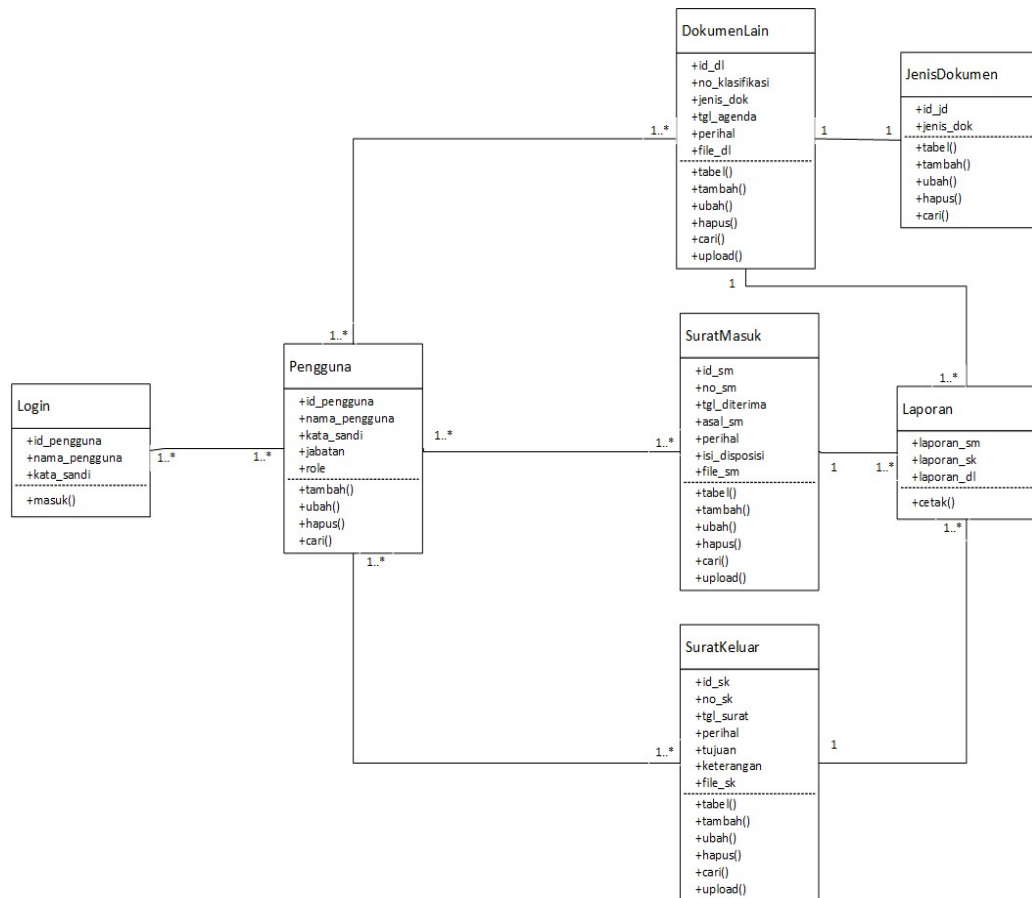 DokumenLain
+id_dl
+no_klasifikasi
+jenis_dok
+tgl_agenda
+perihal
+file_dl
+tabel()
+tambah()
+ubah()
+hapus()
+cari()
+upload()
JenisDokumen
+id_jd
+jenis_dok
+tabel()
+tambah()
+ubah()
+hapus()
+cari()
1..*
1
1
1
1..*
1..*
Login
+id_pengguna
+nama_pengguna
+kata_sandi
+masuk()
1..*
1..*
Pengguna
+id_pengguna
+nama_pengguna
+kata_sandi
+jabatan
+role
+tambah()
+ubah()
+hapus()
+cari()
1..*
1..*
1..*
SuratMasuk
+id_sm
+no_sm
+tgl_diterima
+asal_sm
+perihal
+isi_disposisi
+file_sm
+tabel()
+tambah()
+ubah()
+hapus()
+cari()
+upload()
1
1..*
Laporan
+laporan_sm
+laporan_sk
+laporan_dl
+cetak()
1..*
1..*
1
SuratKeluar
+id_sk
+no_sk
+tgl_surat
+perihal
+tujuan
+keterangan
+file_sk
+tabel()
+tambah()
+ubah()
+hapus()
+cari()
+upload()